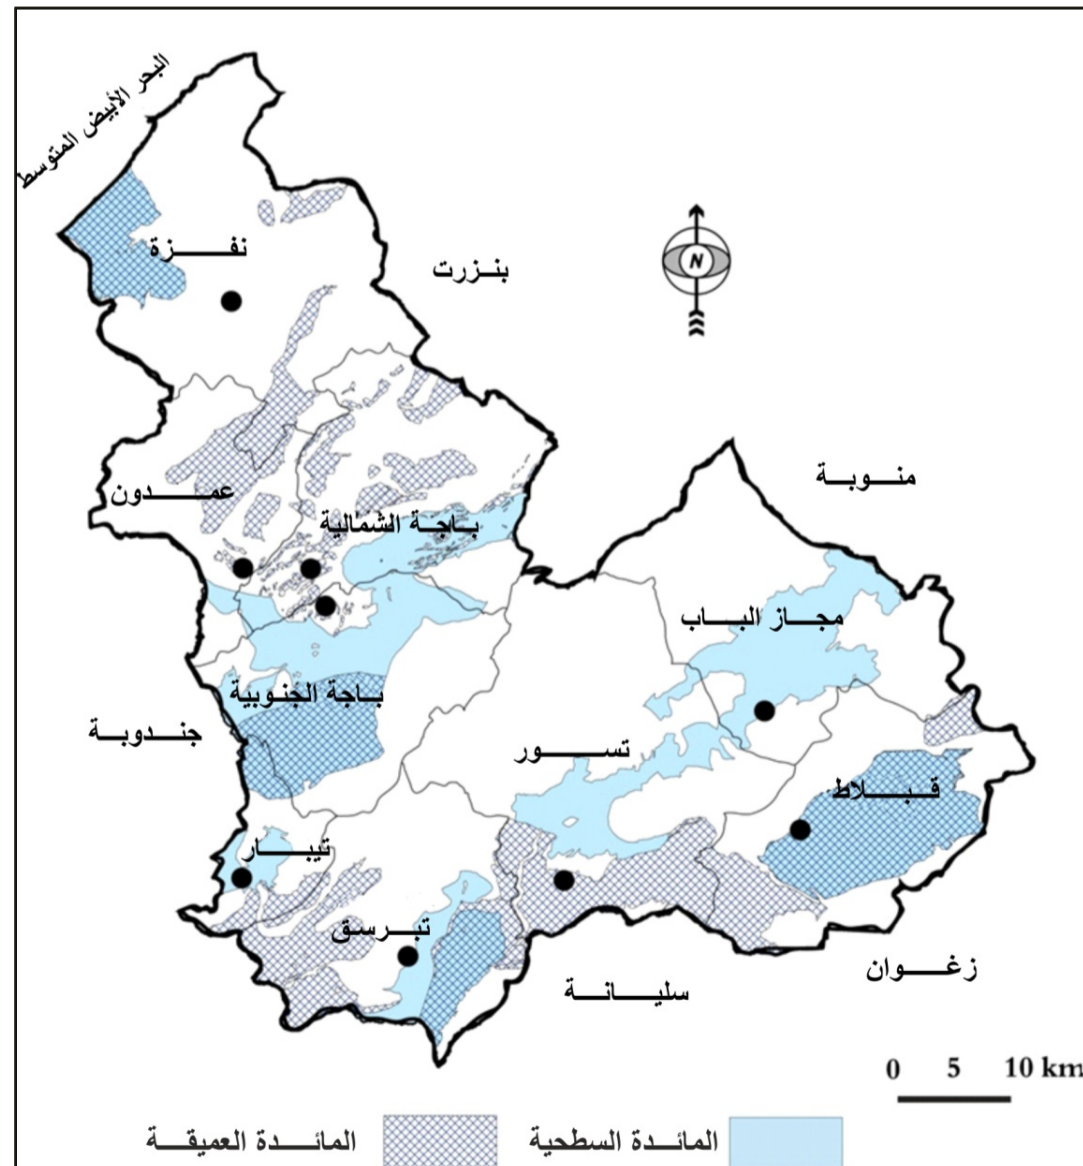 البحر الأبيض المتوسط
نفزة
بنزرت
N
منوبة
عمدون
باجة الشمالية
مجاز الباب
باجة الجنوبية
جندوبة
تسور
قبلاط
تيبار
تبرسق
زغوان
سليانة
0 5 10 km
المائدة السطحية
المائدة العميقة